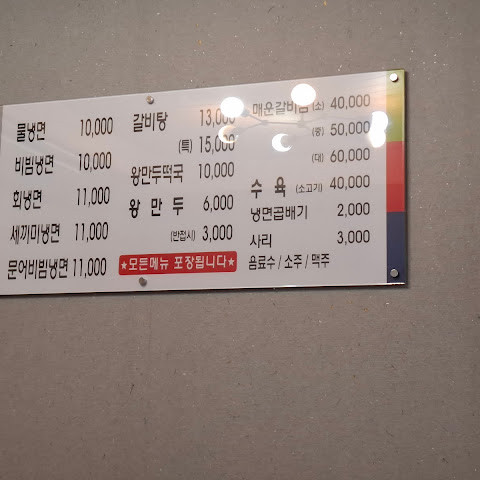 물냉면 10,000
비빔냉면 10,000
회냉면 11,000
세끼미냉면 11,000
문어비빔냉면 11,000
갈비탕 13,000
(특) 15,000
왕만두떡국 10,000
왕만두 6,000
(반접시) 3,000
★모든메뉴 포장됩니다★
매운갈비찜 (소) 40,000
(중) 50,000
(대) 60,000
수육 (소고기) 40,000
냉면곱배기 2,000
사리 3,000
음료수 / 소주 / 맥주